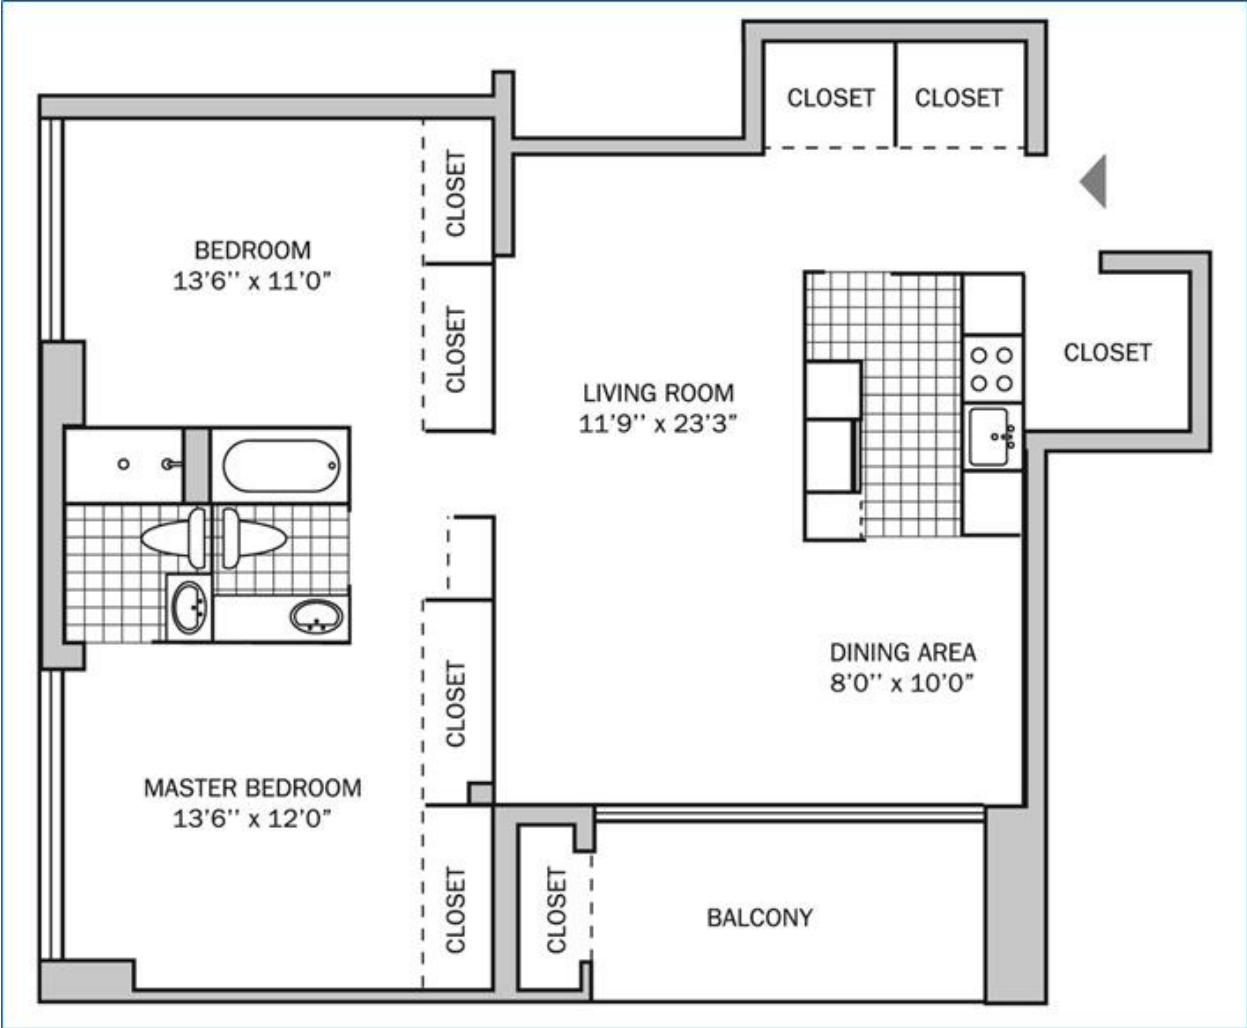 CLOSET
CLOSET
CLOSET
BEDROOM
13'6'' x 11'0"
CLOSET
CLOSET
LIVING ROOM
11'9'' x 23'3"
DINING AREA
8'0'' x 10'0"
CLOSET
MASTER BEDROOM
13'6'' x 12'0"
CLOSET
CLOSET
BALCONY